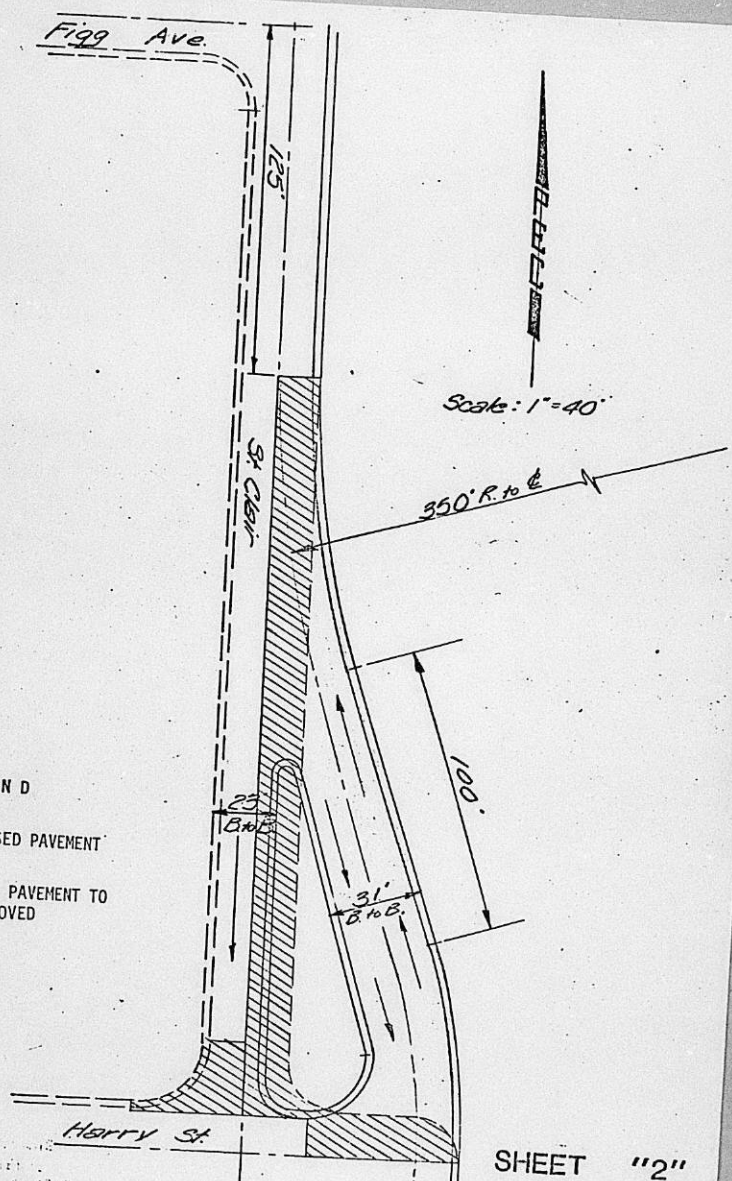 Figg Ave.
125'
Scale: 1"=40'
St. Clair
350' R. to ℄
100'
N D
SED PAVEMENT
23'
B. to B.
PAVEMENT TO
OVED
31'
B. to B.
Harry St.
SHEET "2"